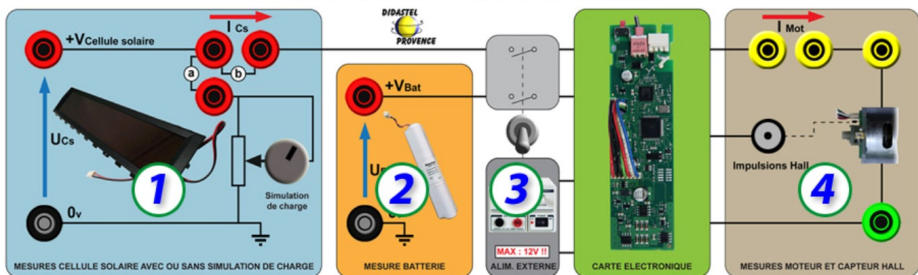 I Cs
DIDASTEL
PROVENCE
I Mot
+VCellule solaire
a
b
+VBat
UCs
1
2
3
4
Simulation
de charge
Impulsions Hall
0v
MAX : 12V !!
MESURES CELLULE SOLAIRE AVEC OU SANS SIMULATION DE CHARGE
MESURE BATTERIE
ALIM. EXTERNE
CARTE ELECTRONIQUE
MESURES MOTEUR ET CAPTEUR HALL